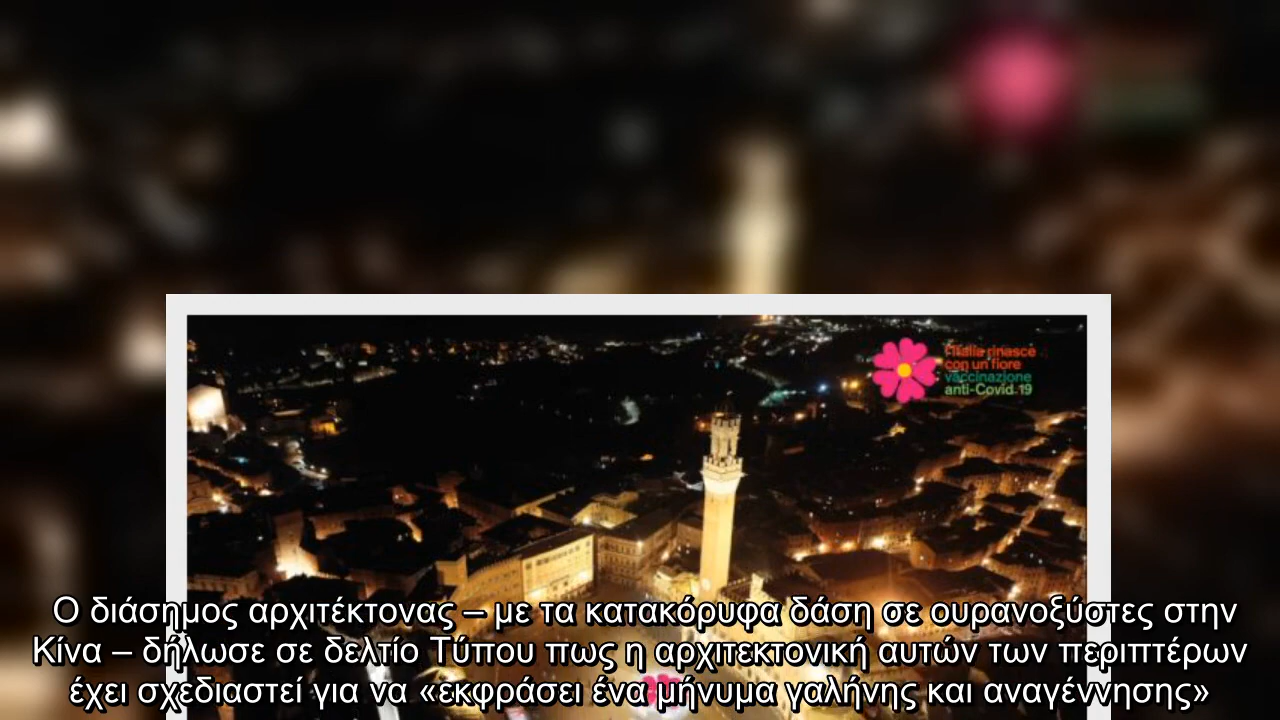 l'Italia rinasce
con un fiore
vaccinazione
anti-Covid 19
Ο διάσημος αρχιτέκτονας – με τα κατακόρυφα δάση σε ουρανοξύστες στην
Κίνα – δήλωσε σε δελτίο Τύπου πως η αρχιτεκτονική αυτών των περιπτέρων
έχει σχεδιαστεί για να «εκφράσει ένα μήνυμα γαλήνης και αναγέννησης»